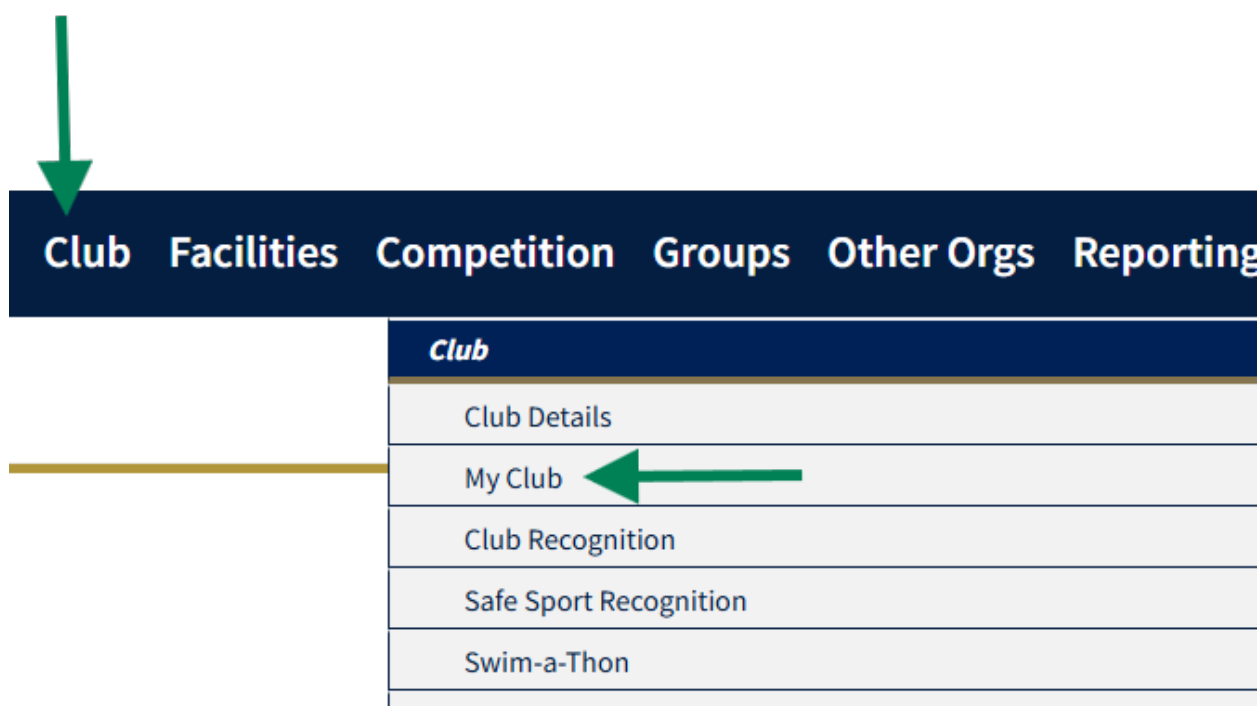 Club Facilities Competition Groups Other Orgs Reporting
Club
Club Details
My Club
Club Recognition
Safe Sport Recognition
Swim-a-Thon